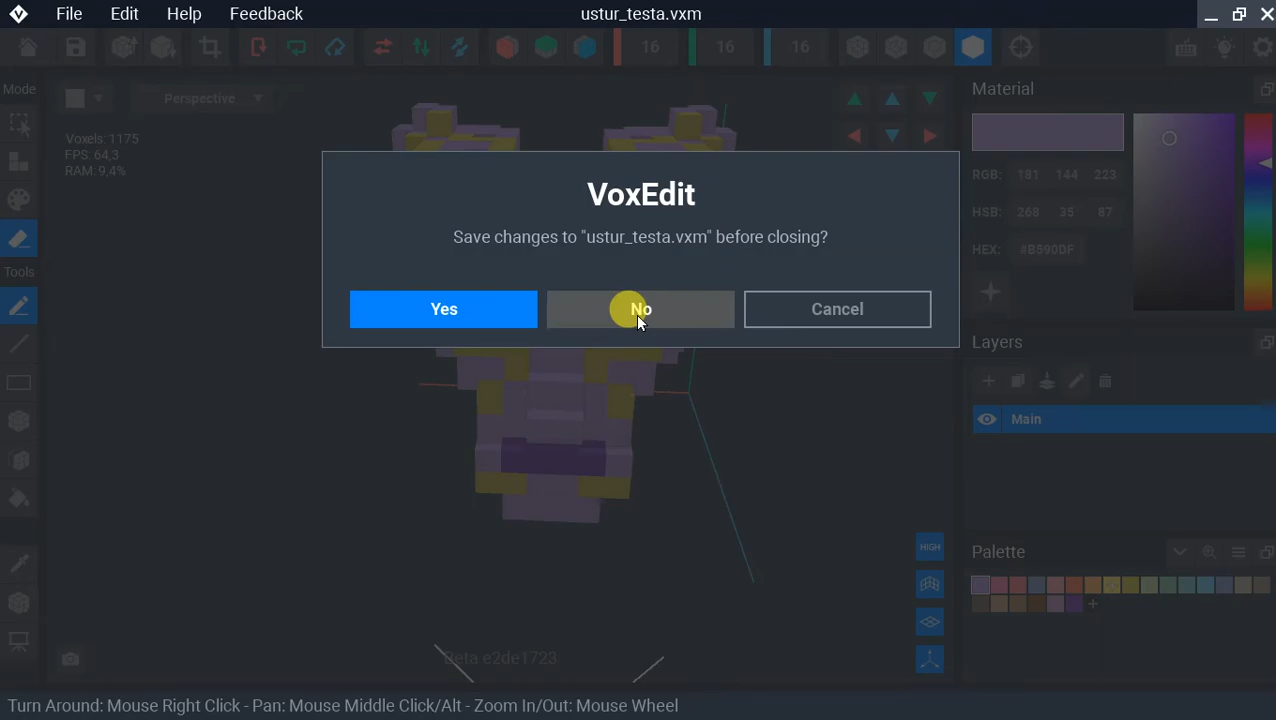 File Edit Help Feedback ustur_testa.vxm
16 16 16
Mode
Perspective
Material
Voxels: 1175
FPS: 64,3
RAM: 9,4%
RGB: 181 144 223
HSB: 268 35 87
HEX: #B590DF
VoxEdit
Save changes to "ustur_testa.vxm" before closing?
Yes No Cancel
Tools
Layers
Main
HIGH
Palette
Beta e2de1723
Turn Around: Mouse Right Click - Pan: Mouse Middle Click/Alt - Zoom In/Out: Mouse Wheel